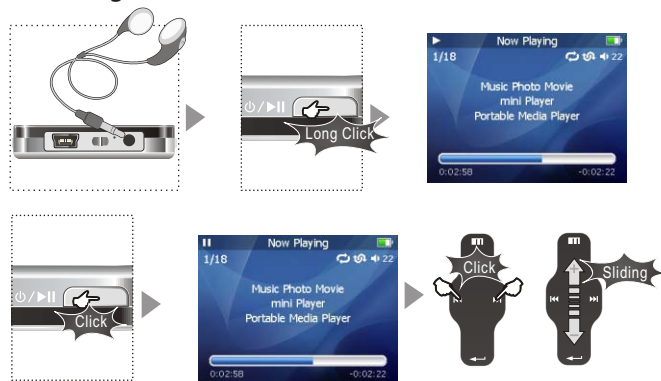 ⏻/▶II
Long Click
Now Playing
1/18
22
Music Photo Movie
mini Player
Portable Media Player
0:02:58
-0:02:22
⏻/▶II
Click
Now Playing
1/18
22
Music Photo Movie
mini Player
Portable Media Player
0:02:58
-0:02:22
m
Click
m
+
Sliding
−